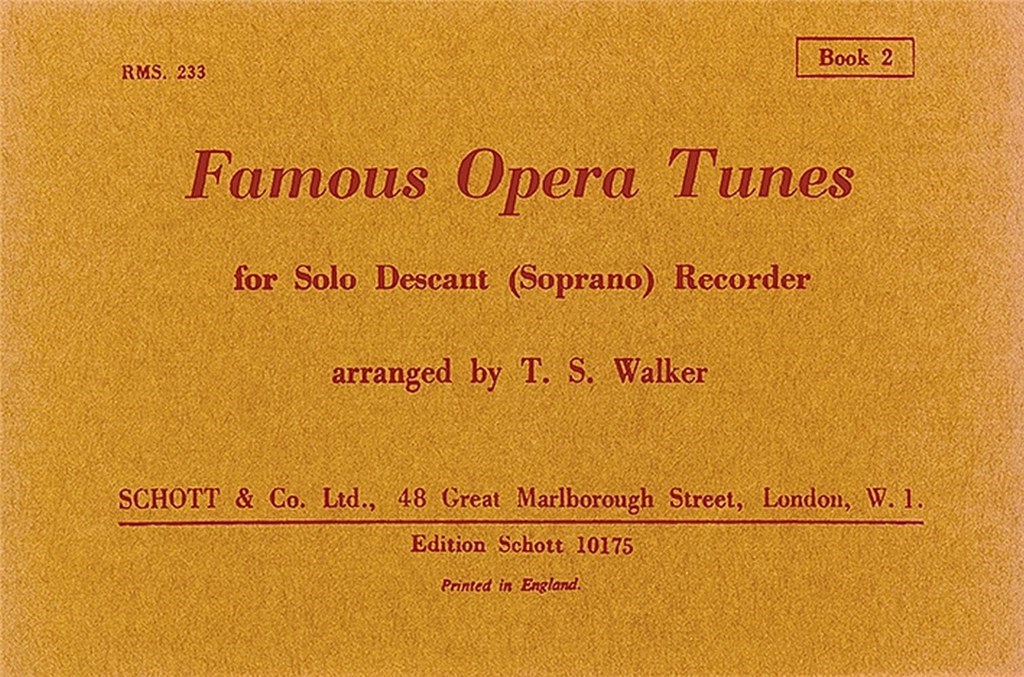 RMS. 233
Book 2
Famous Opera Tunes
for Solo Descant (Soprano) Recorder
arranged by T. S. Walker
SCHOTT & Co. Ltd., 48 Great Marlborough Street, London, W. 1.
Edition Schott 10175
Printed in England.